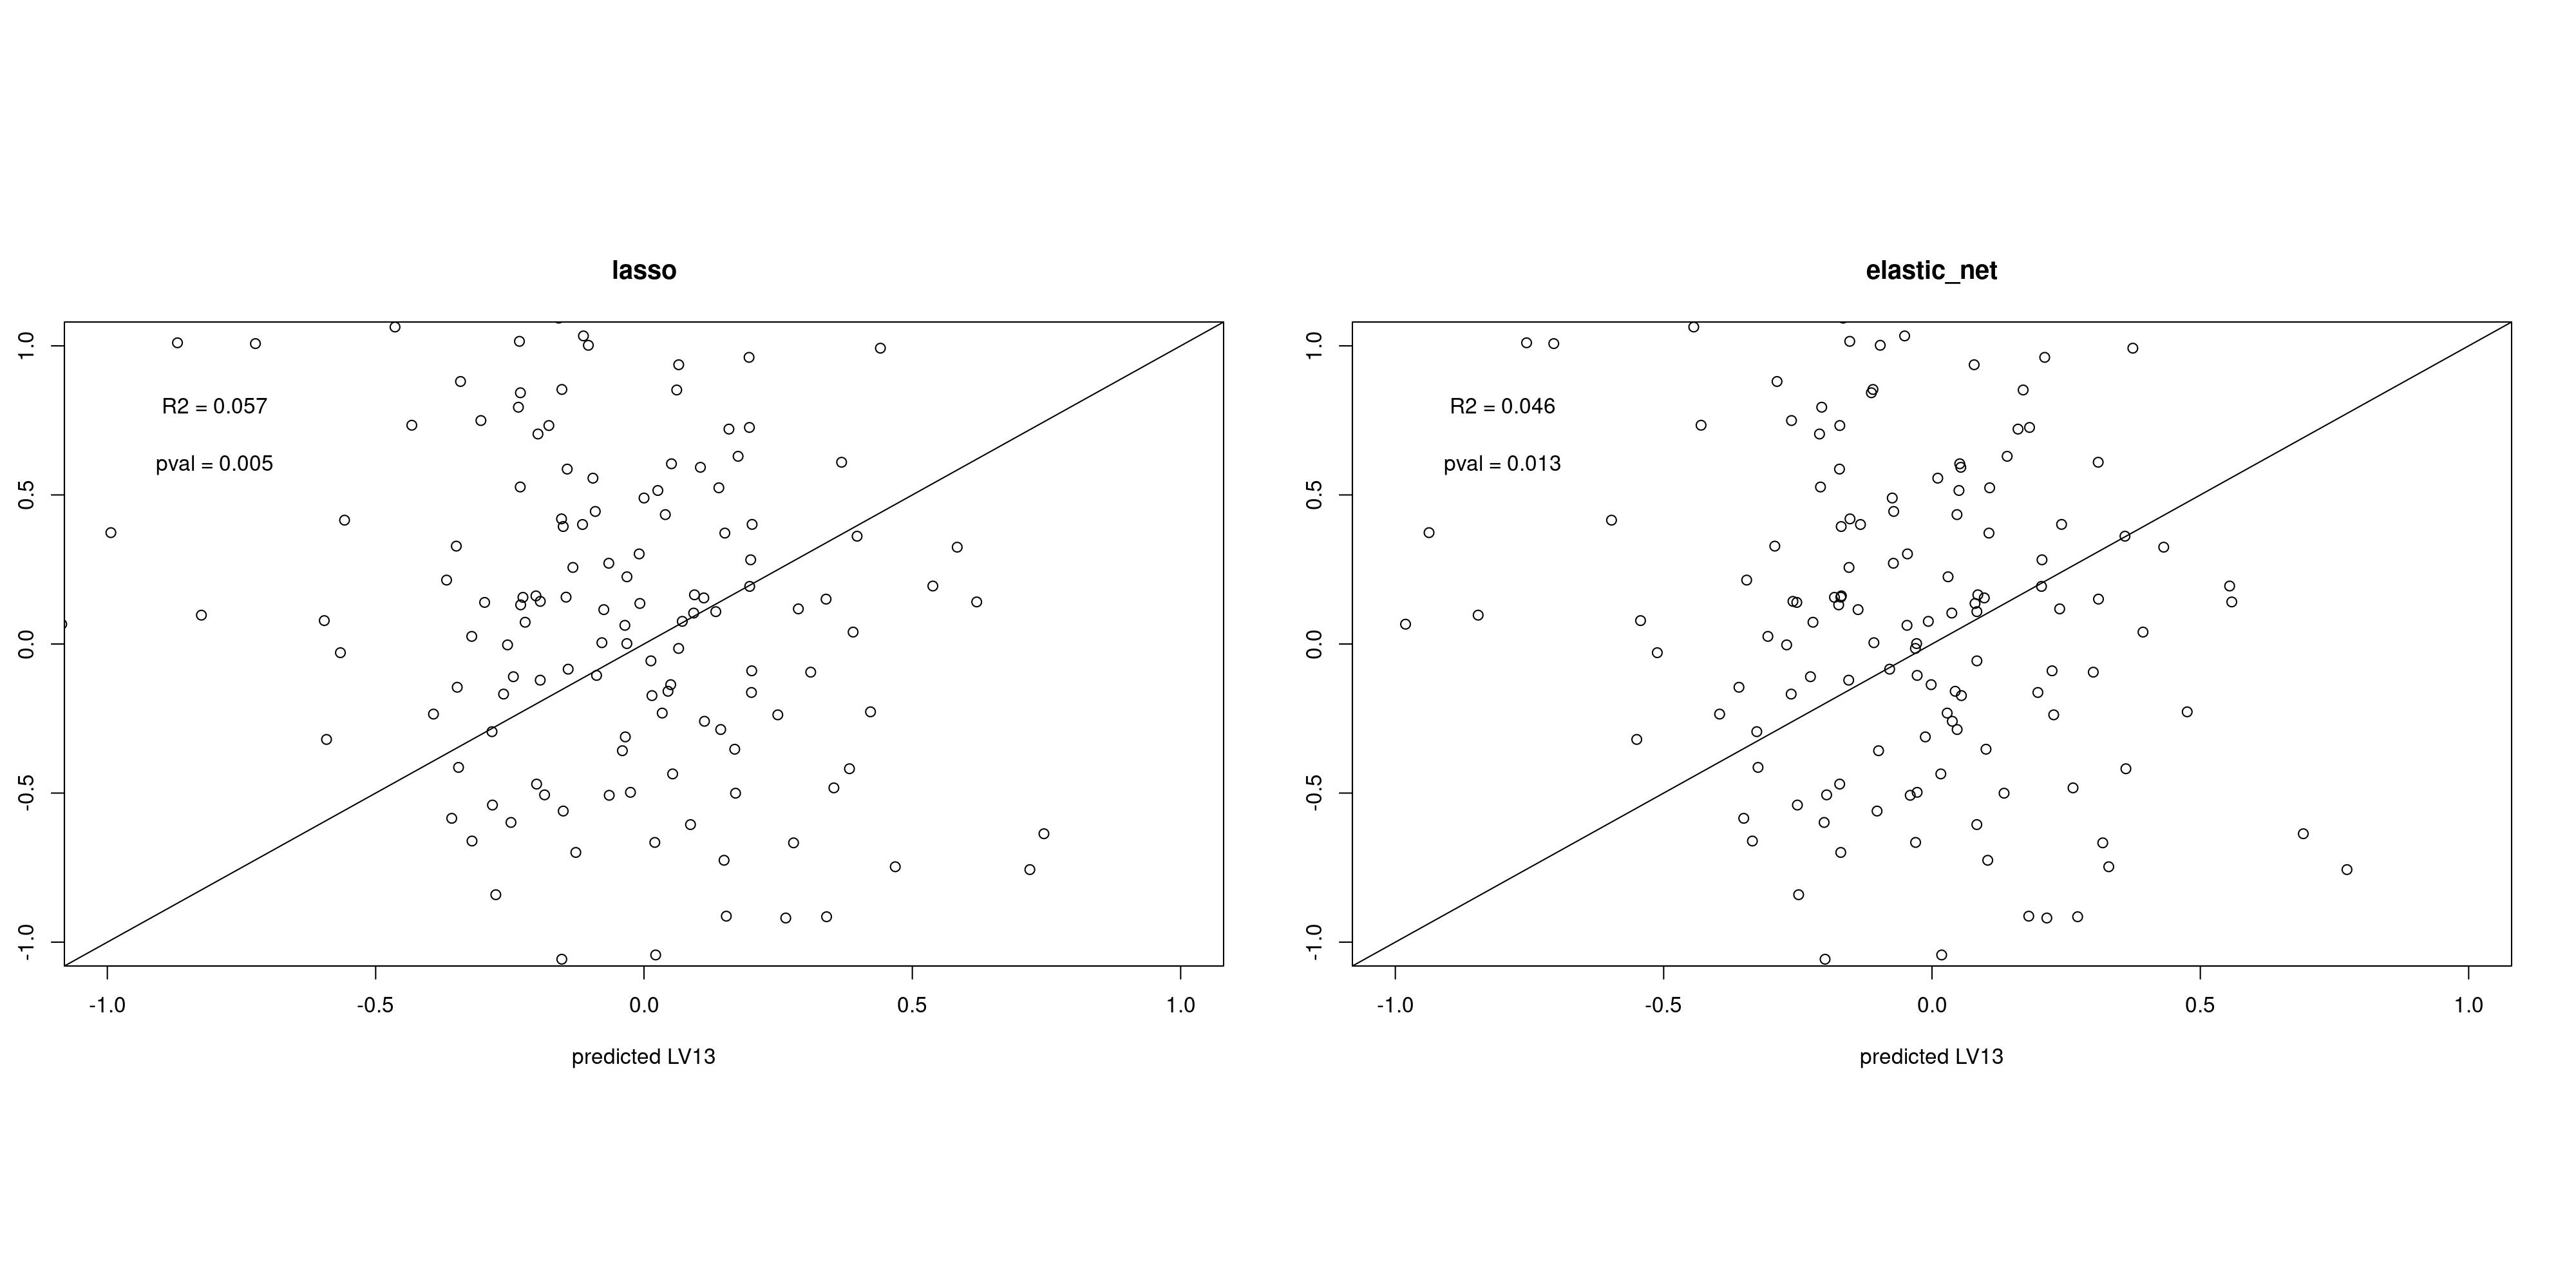 lasso
1.0
0.5
0.0
-0.5
-1.0
R2 = 0.057
pval = 0.005
-1.0 -0.5 0.0 0.5 1.0
predicted LV13
elastic_net
1.0
0.5
0.0
-0.5
-1.0
R2 = 0.046
pval = 0.013
-1.0 -0.5 0.0 0.5 1.0
predicted LV13